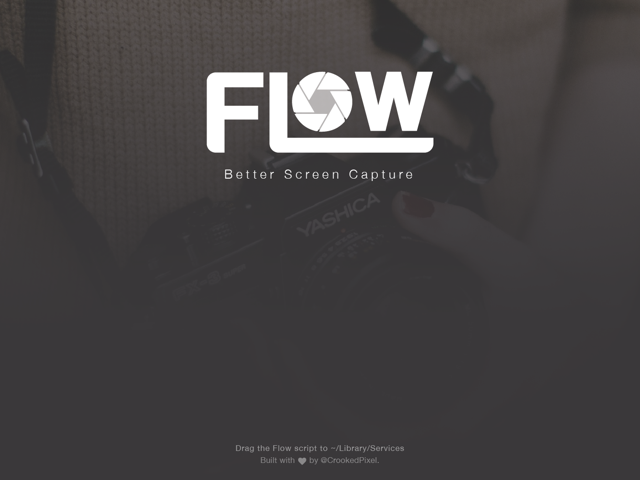 FLOW
Better Screen Capture
YASHICA
Drag the Flow script to ~/Library/Services
Built with ♥ by @CrookedPixel.